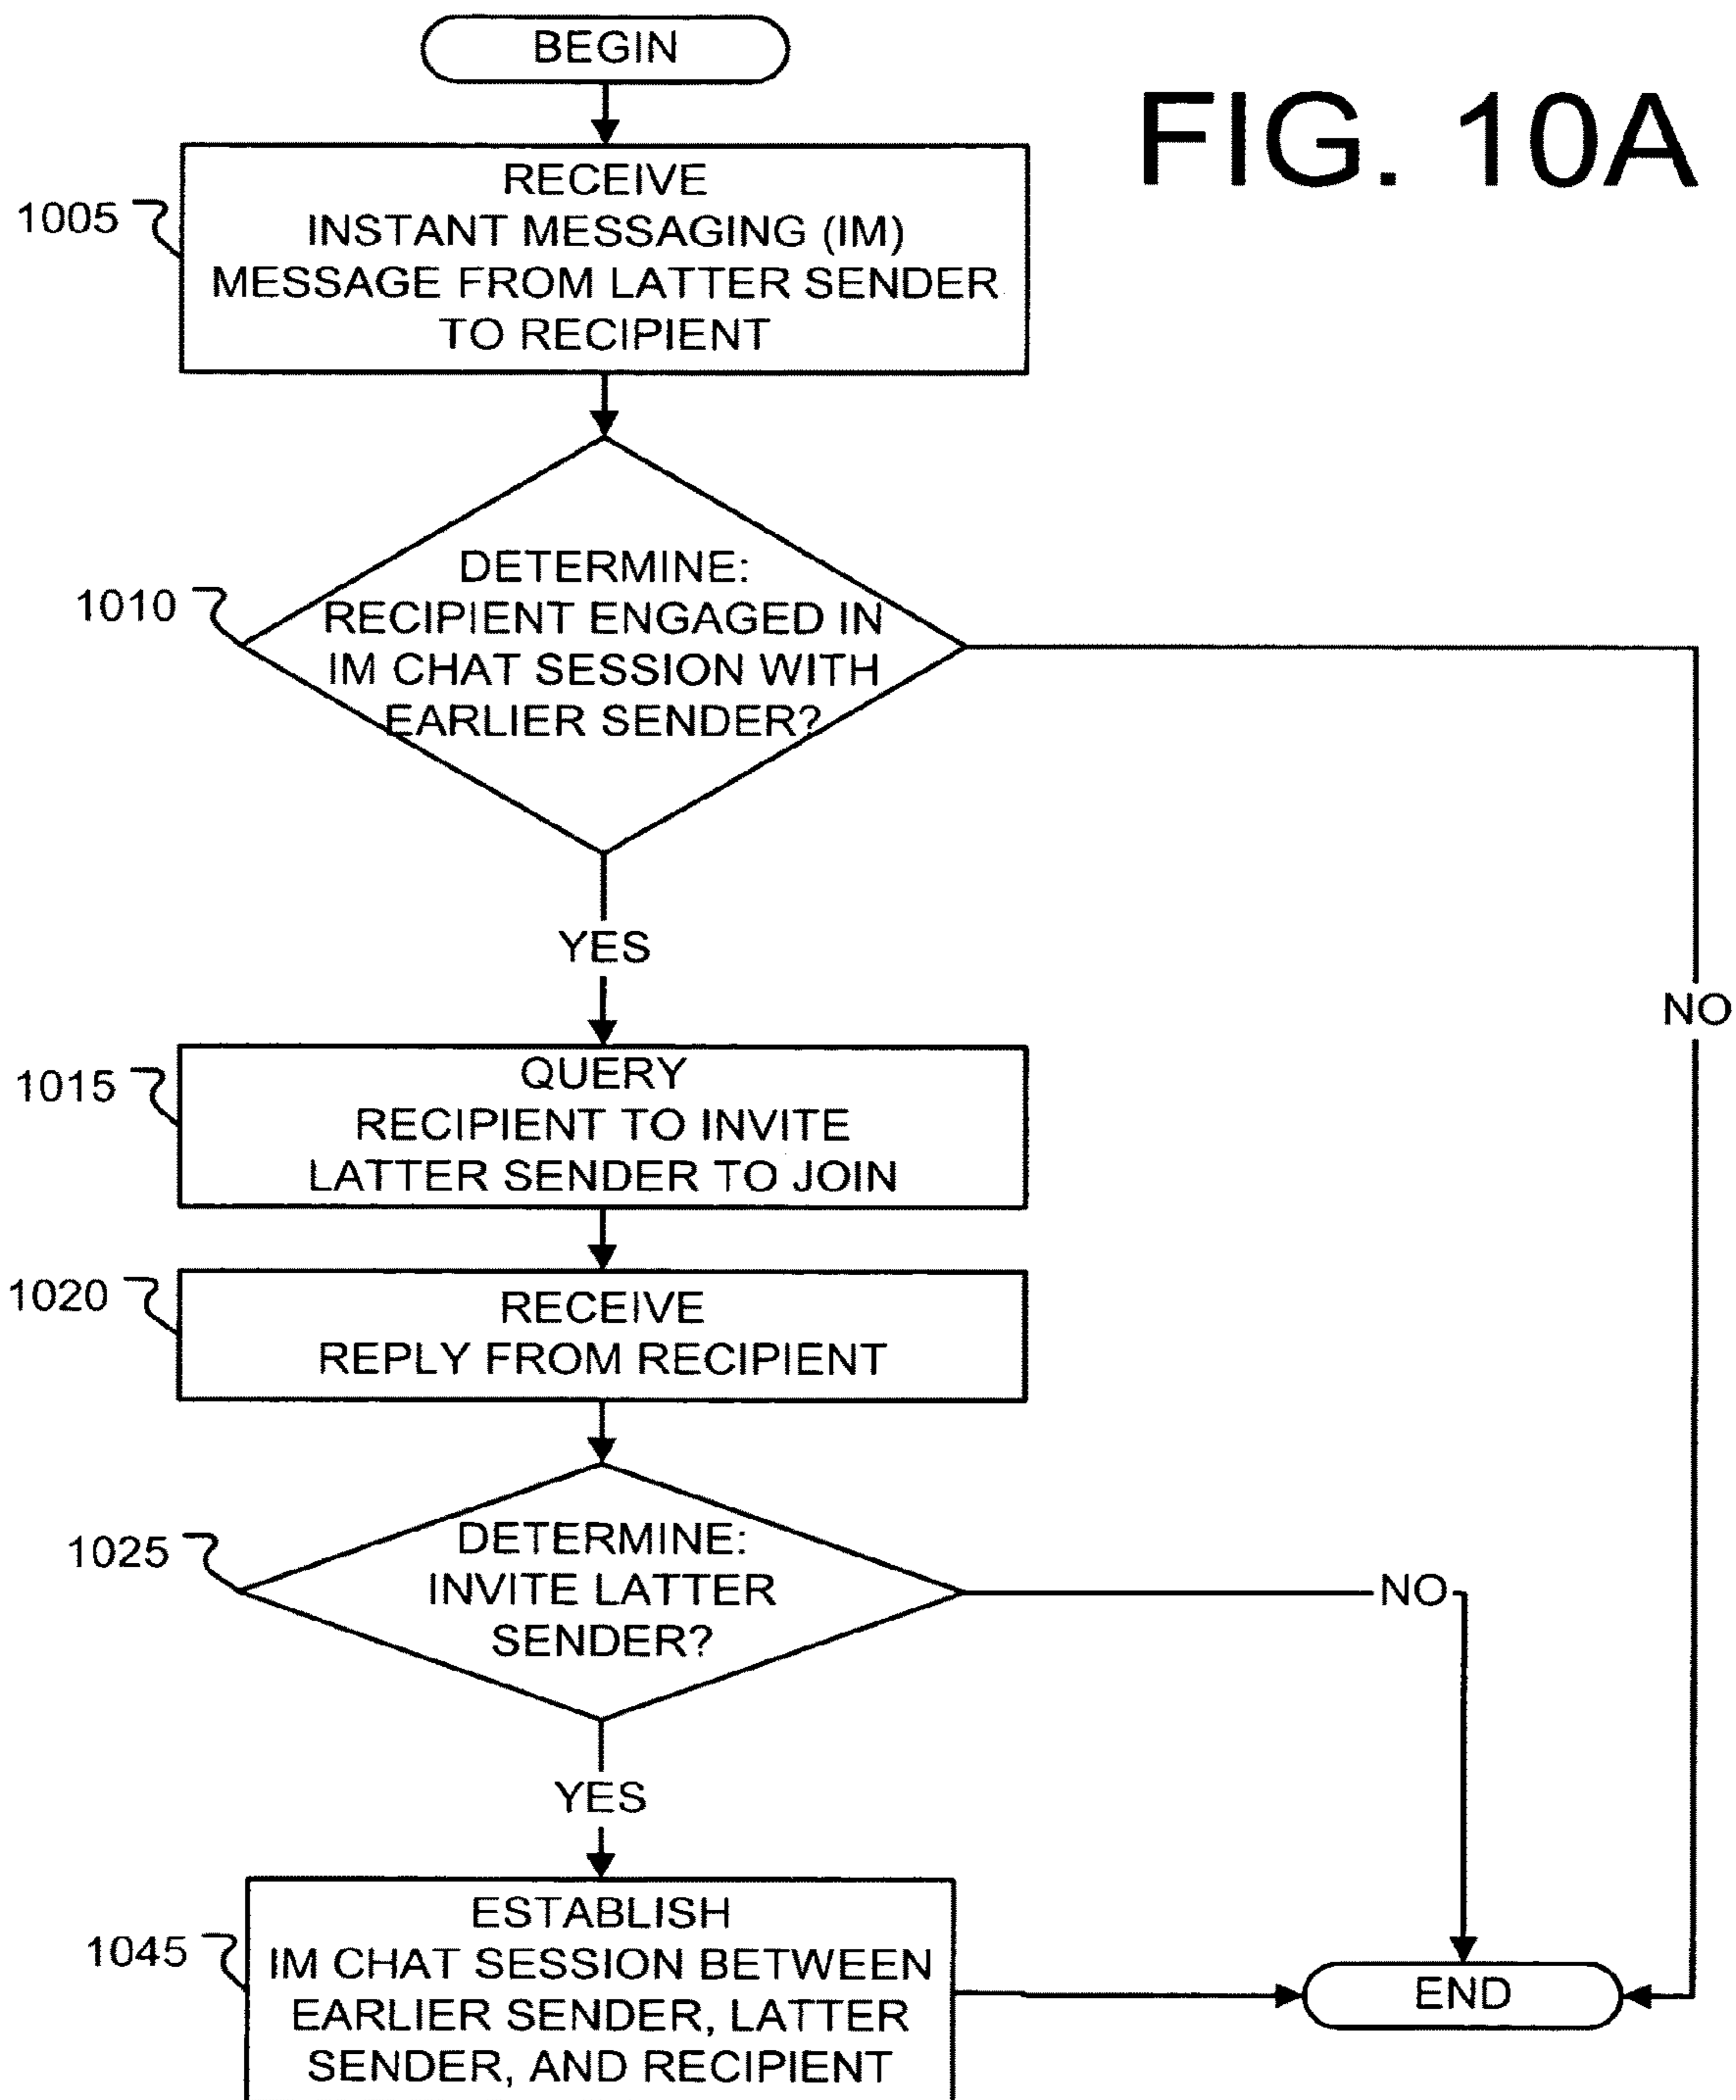 BEGIN
FIG. 10A
1005
RECEIVE
INSTANT MESSAGING (IM)
MESSAGE FROM LATTER SENDER
TO RECIPIENT
1010
DETERMINE:
RECIPIENT ENGAGED IN
IM CHAT SESSION WITH
EARLIER SENDER?
YES
NO
1015
QUERY
RECIPIENT TO INVITE
LATTER SENDER TO JOIN
1020
RECEIVE
REPLY FROM RECIPIENT
1025
DETERMINE:
INVITE LATTER
SENDER?
NO
YES
1045
ESTABLISH
IM CHAT SESSION BETWEEN
EARLIER SENDER, LATTER
SENDER, AND RECIPIENT
END